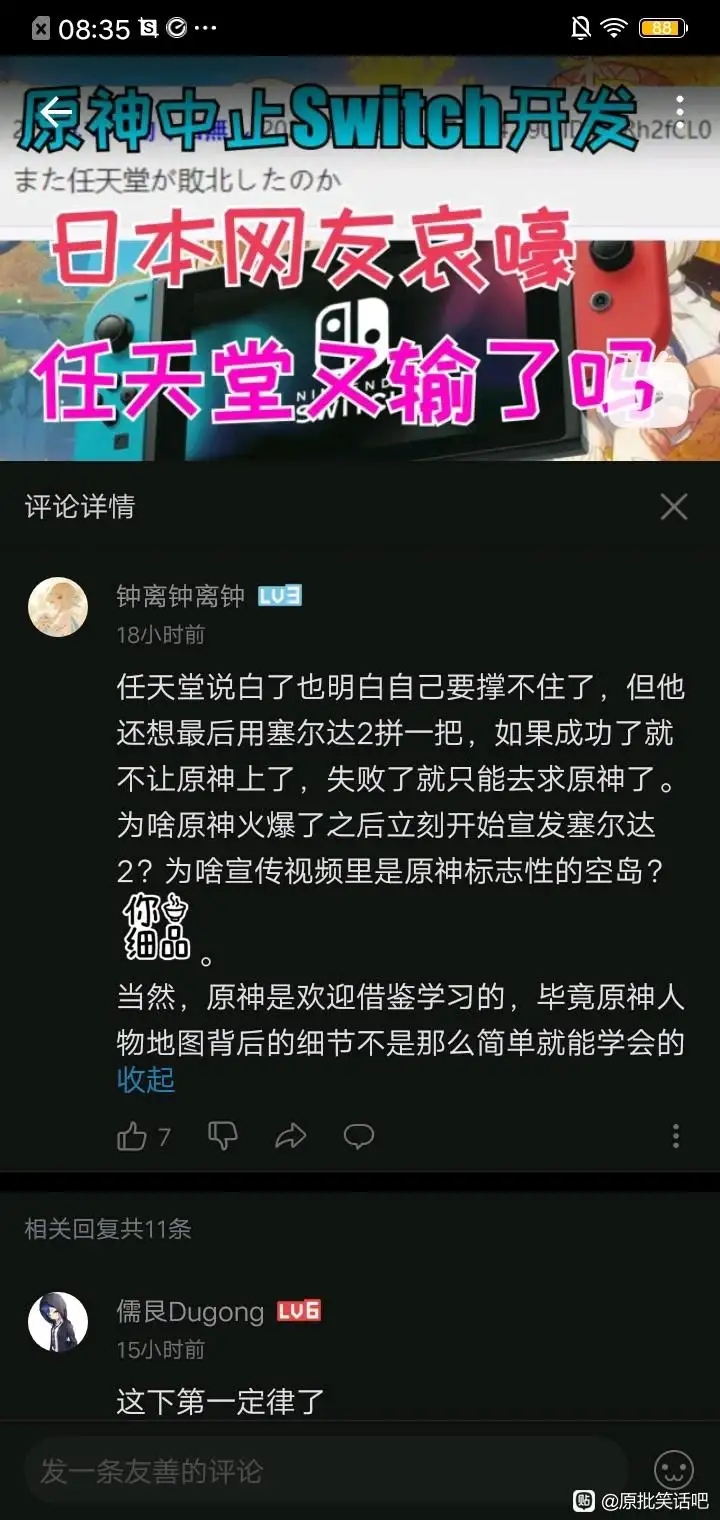 08:35
88
原神中止Switch开发
Rh2fCL0
また任天堂が敗北したのか
日本网友哀嚎
任天堂又输了吗
评论详情
钟离钟离钟 LV3
18小时前
任天堂说白了也明白自己要撑不住了，但他
还想最后用塞尔达2拼一把，如果成功了就
不让原神上了，失败了就只能去求原神了。
为啥原神火爆了之后立刻开始宣发塞尔达
2？为啥宣传视频里是原神标志性的空岛？
你细品。
当然，原神是欢迎借鉴学习的，毕竟原神人
物地图背后的细节不是那么简单就能学会的
收起
7
相关回复共11条
儒艮Dugong LV6
15小时前
这下第一定律了
发一条友善的评论
贴 @原批笑话吧